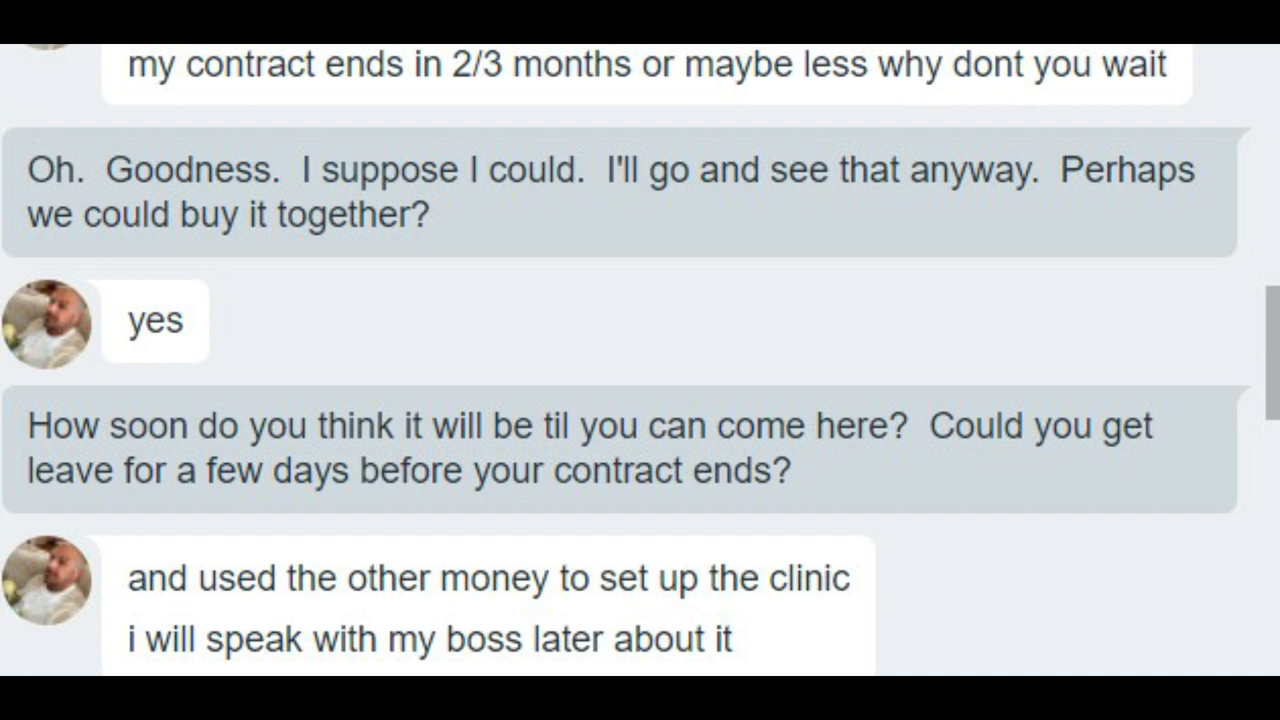 my contract ends in 2/3 months or maybe less why dont you wait
Oh.  Goodness.  I suppose I could.  I'll go and see that anyway.  Perhaps
we could buy it together?
yes
How soon do you think it will be til you can come here?  Could you get
leave for a few days before your contract ends?
and used the other money to set up the clinic
i will speak with my boss later about it